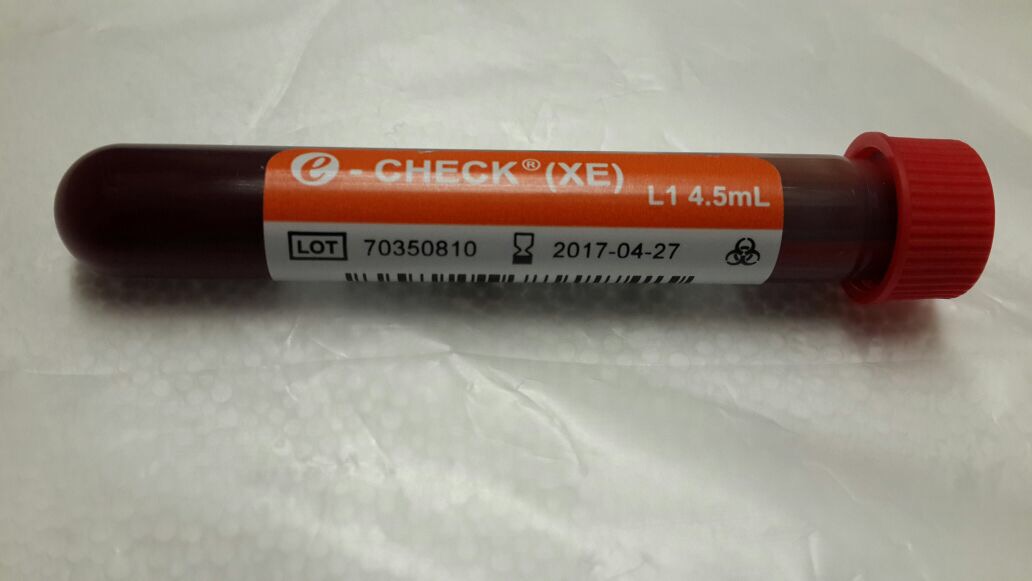 e - CHECK® (XE)
L1 4.5mL
LOT 70350810 2017-04-27